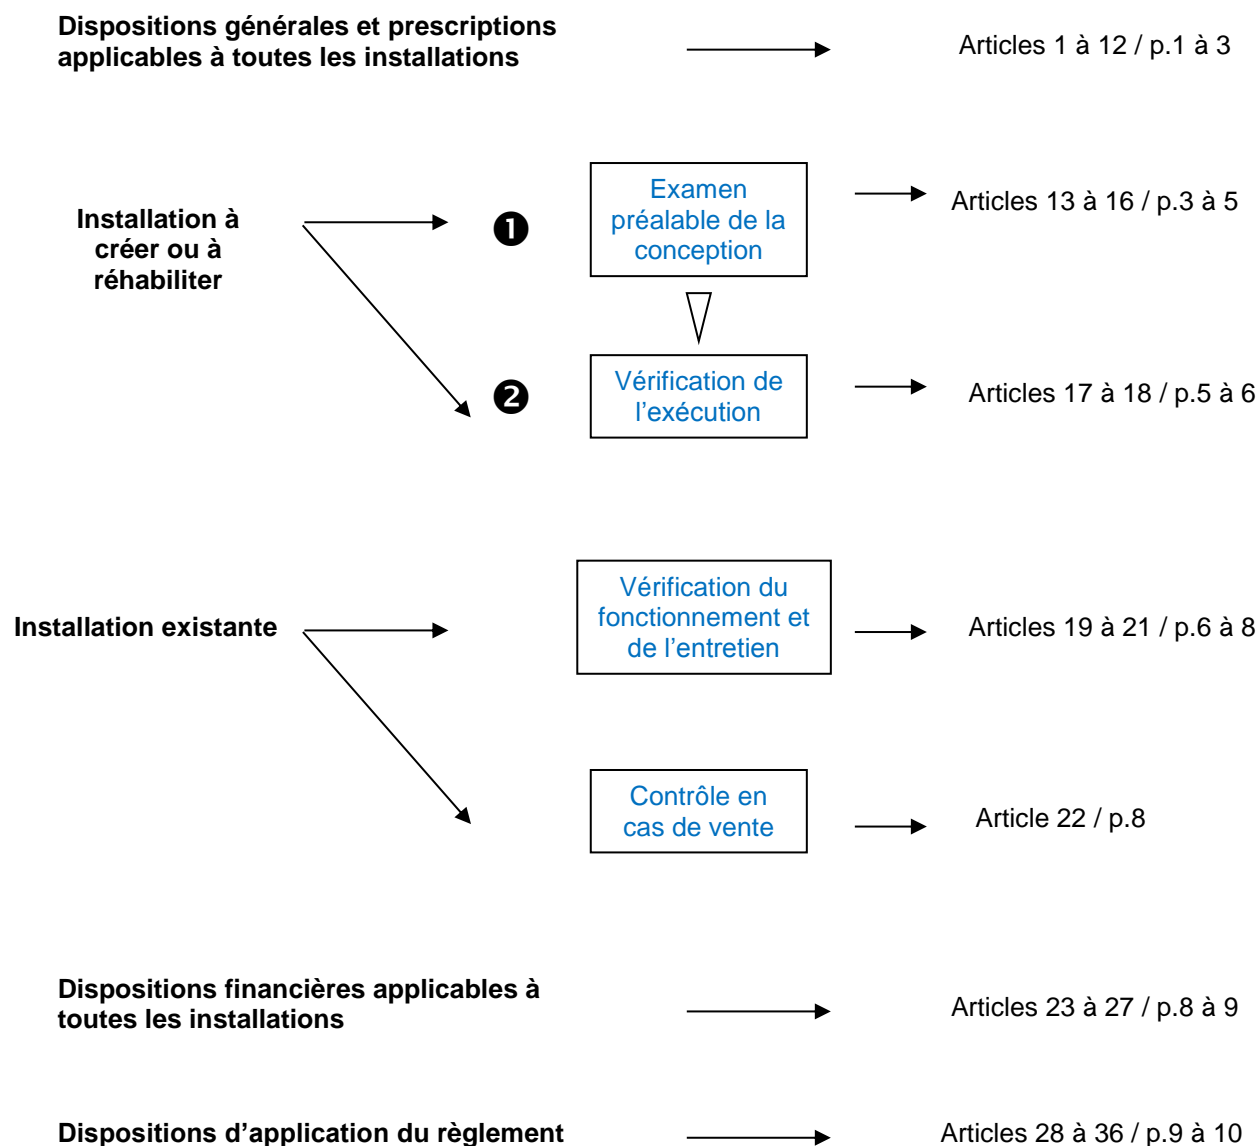 Dispositions générales et prescriptions
applicables à toutes les installations
Articles 1 à 12 / p.1 à 3
Installation à
créer ou à
réhabiliter
❶
Examen
préalable de la
conception
Articles 13 à 16 / p.3 à 5
❷
Vérification de
l’exécution
Articles 17 à 18 / p.5 à 6
Installation existante
Vérification du
fonctionnement et
de l’entretien
Articles 19 à 21 / p.6 à 8
Contrôle en
cas de vente
Article 22 / p.8
Dispositions financières applicables à
toutes les installations
Articles 23 à 27 / p.8 à 9
Dispositions d’application du règlement
Articles 28 à 36 / p.9 à 10